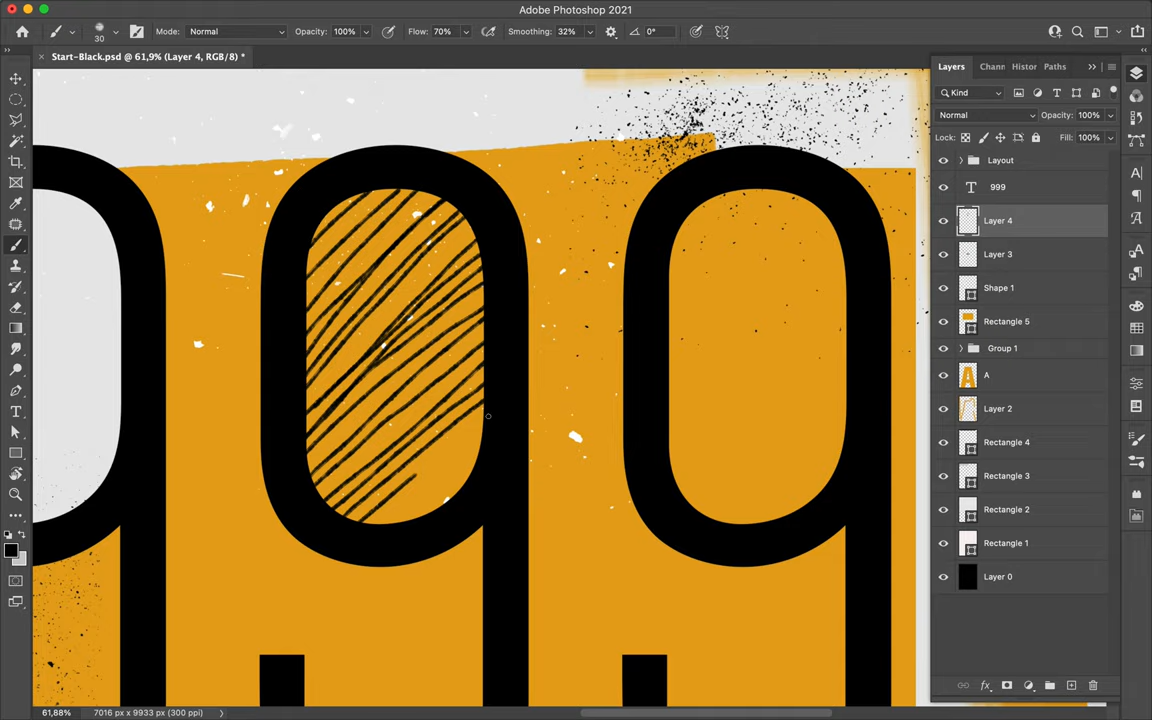 Adobe Photoshop 2021
30
Mode: Normal
Opacity: 100%
Flow: 70%
Smoothing: 32%
0°
Start-Black.psd @ 61,9% (Layer 4, RGB/8) *
999
Layers
Chann
Histor
Paths
Kind
Normal
Opacity: 100%
Lock:
Fill: 100%
Layout
T 999
Layer 4
Layer 3
Shape 1
Rectangle 5
Group 1
A A
Layer 2
Rectangle 4
Rectangle 3
Rectangle 2
Rectangle 1
Layer 0
fx
61,88%
7016 px x 9933 px (300 ppi)